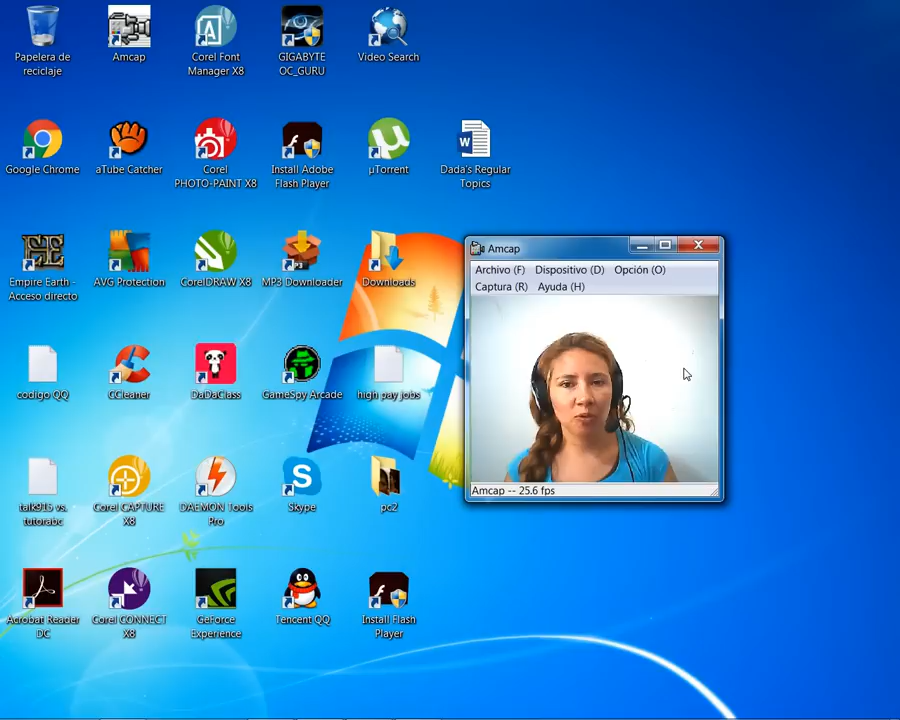 Papelera de
reciclaje
Amcap
Corel Font
Manager X8
GIGABYTE
OC_GURU
Video Search
Google Chrome
aTube Catcher
Corel
PHOTO-PAINT X8
Install Adobe
Flash Player
µTorrent
Dada's Regular
Topics
Empire Earth -
Acceso directo
AVG Protection
CorelDRAW X8
MP3 Downloader
Downloads
codigo QQ
CCleaner
DaDaClass
GameSpy Arcade
high pay jobs
talk915 vs.
tutorabc
Corel CAPTURE
X8
DAEMON Tools
Pro
Skype
pc2
Acrobat Reader
DC
Corel CONNECT
X8
GeForce
Experience
Tencent QQ
Install Flash
Player
Amcap
Archivo (F) Dispositivo (D) Opción (O)
Captura (R) Ayuda (H)
Amcap -- 25.6 fps